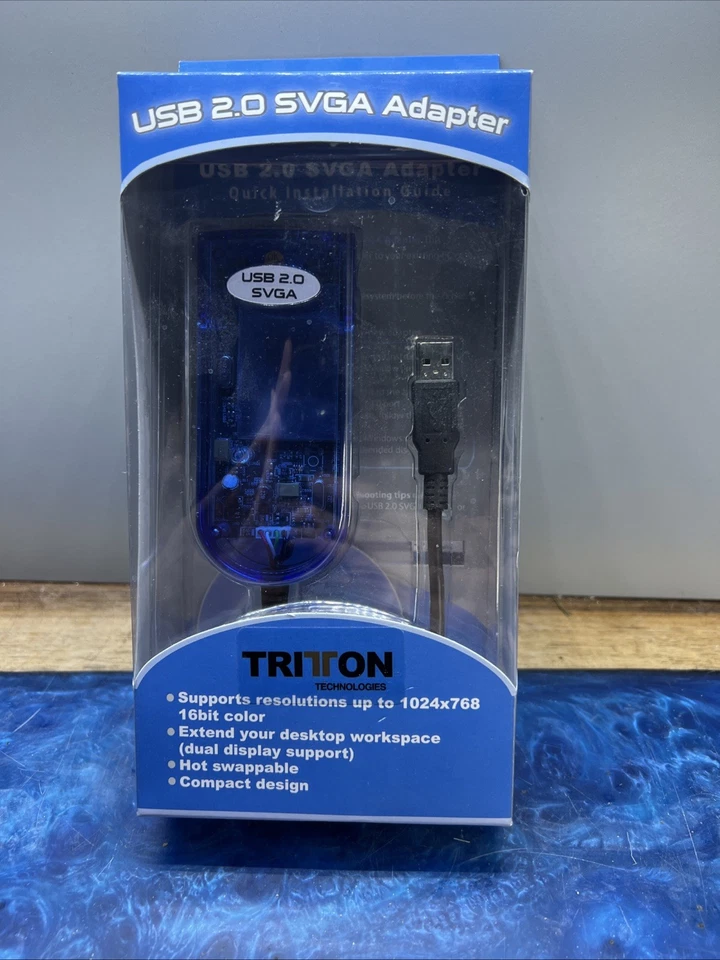 USB 2.0 SVGA Adapter
USB 2.0 SVGA Adapter
Quick Installation Guide
USB 2.0
SVGA
TRITTON
TECHNOLOGIES
• Supports resolutions up to 1024x768
16bit color
• Extend your desktop workspace
(dual display support)
• Hot swappable
• Compact design